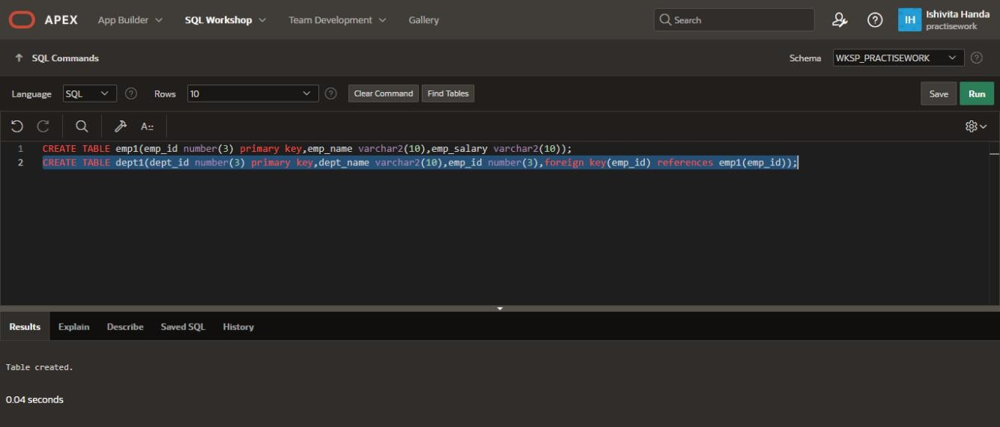 APEX App Builder SQL Workshop Team Development Gallery Search IH Ishivita Handa
practisework
SQL Commands Schema WKSP_PRACTISEWORK
Language SQL Rows 10 Clear Command Find Tables Save Run
A::
1 CREATE TABLE emp1(emp_id number(3) primary key,emp_name varchar2(10),emp_salary varchar2(10));
2 CREATE TABLE dept1(dept_id number(3) primary key,dept_name varchar2(10),emp_id number(3),foreign key(emp_id) references emp1(emp_id));
Results Explain Describe Saved SQL History
Table created.
0.04 seconds